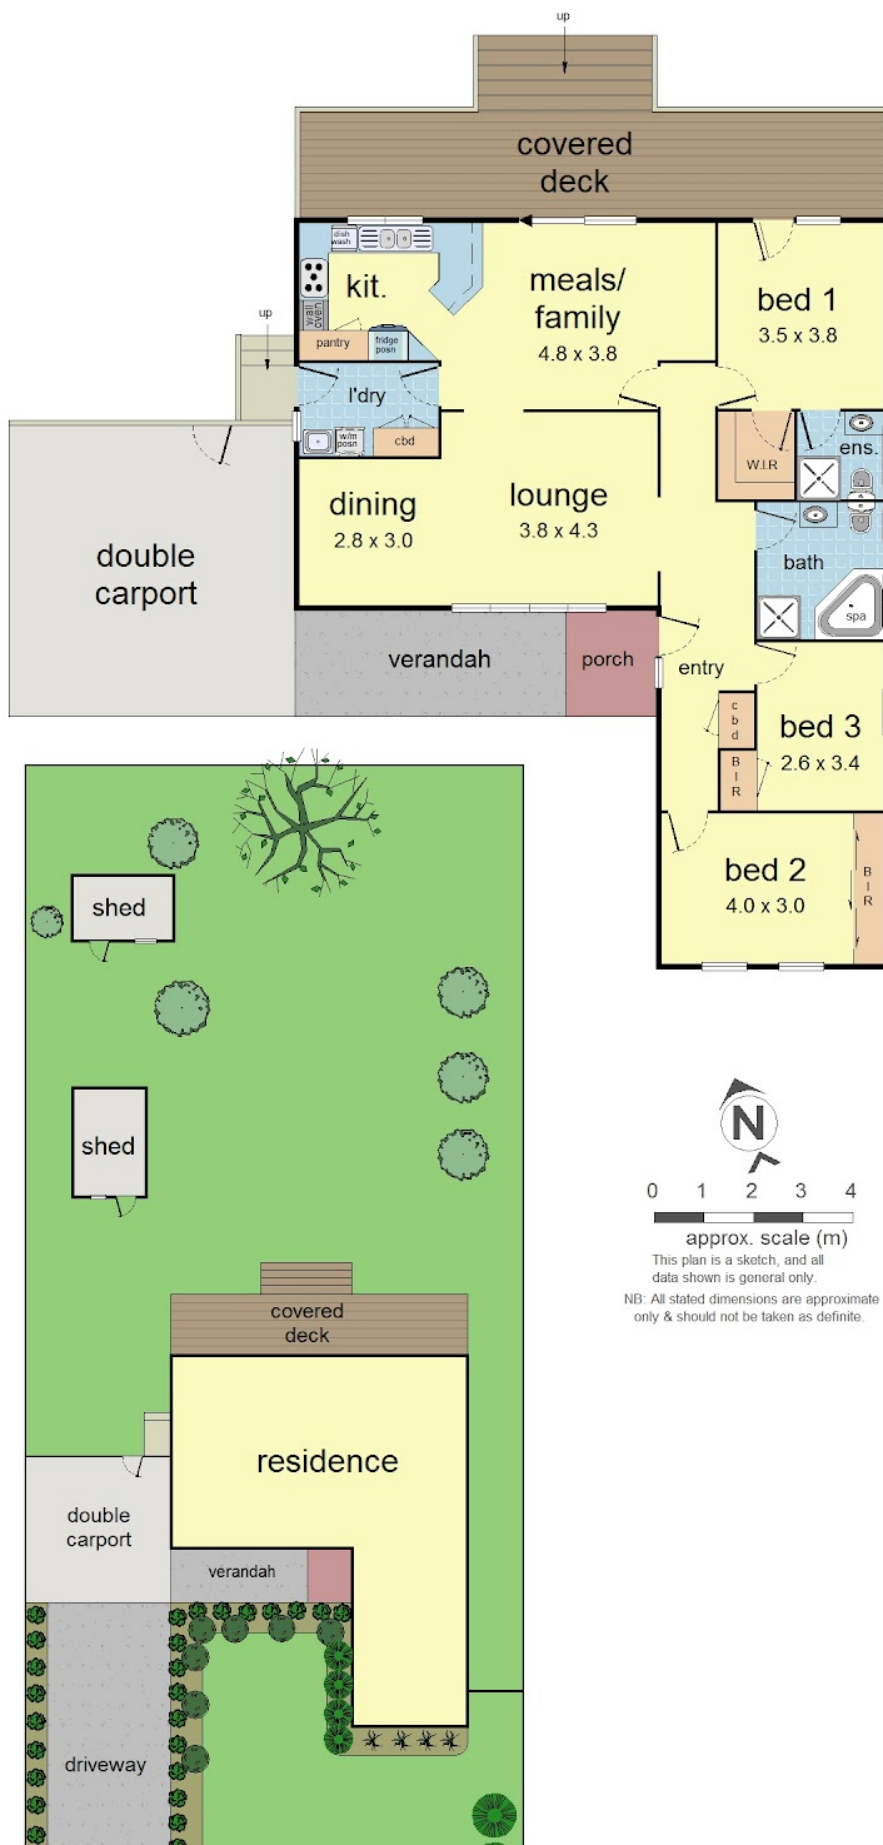 up
covered
deck
dish
wash
kit.
wall
oven
pantry
fridge
posn
meals/
family
4.8 x 3.8
bed 1
3.5 x 3.8
up
l'dry
w/m
posn
cbd
W.I.R
ens.
dining
2.8 x 3.0
lounge
3.8 x 4.3
bath
spa
double
carport
verandah
porch
entry
c
b
d
B
I
R
bed 3
2.6 x 3.4
bed 2
4.0 x 3.0
B
I
R
shed
shed
N
0 1 2 3 4
approx. scale (m)
This plan is a sketch, and all
data shown is general only.
NB: All stated dimensions are approximate
only & should not be taken as definite.
covered
deck
residence
double
carport
verandah
driveway